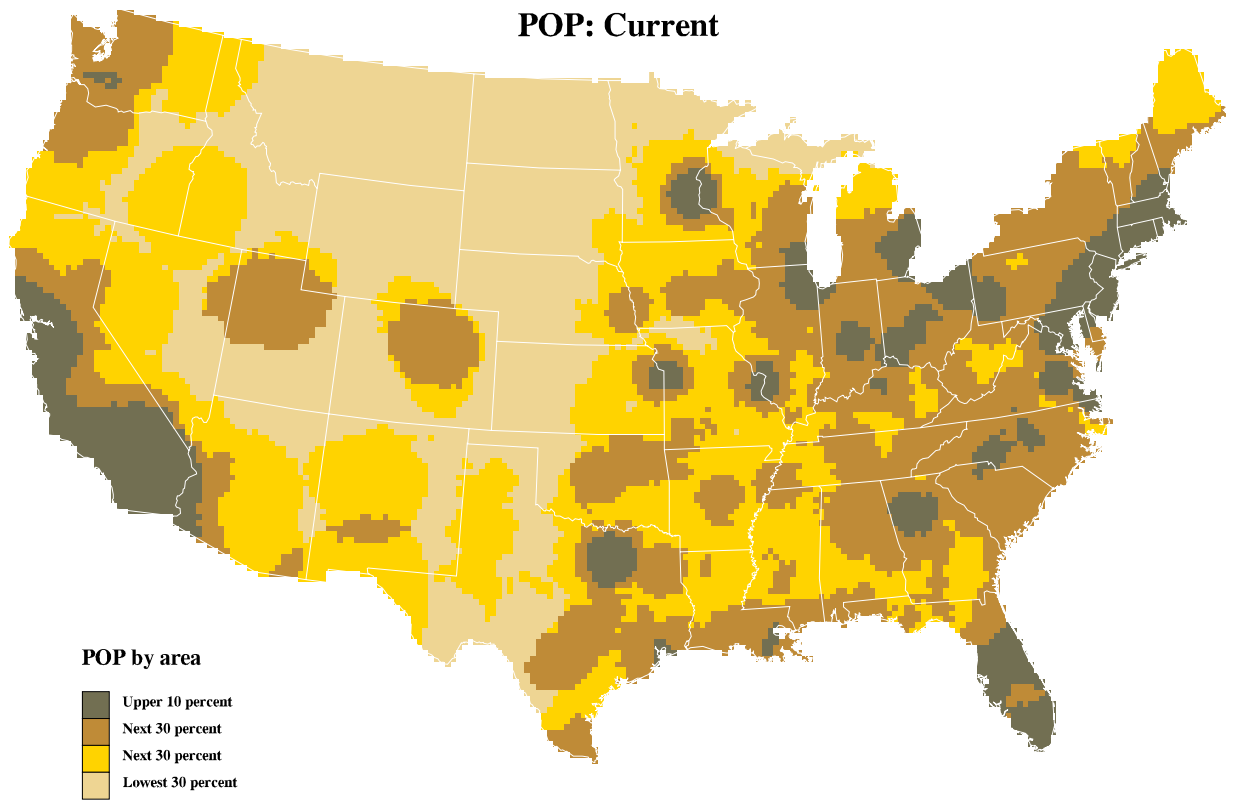 POP: Current
POP by area
Upper 10 percent
Next 30 percent
Next 30 percent
Lowest 30 percent